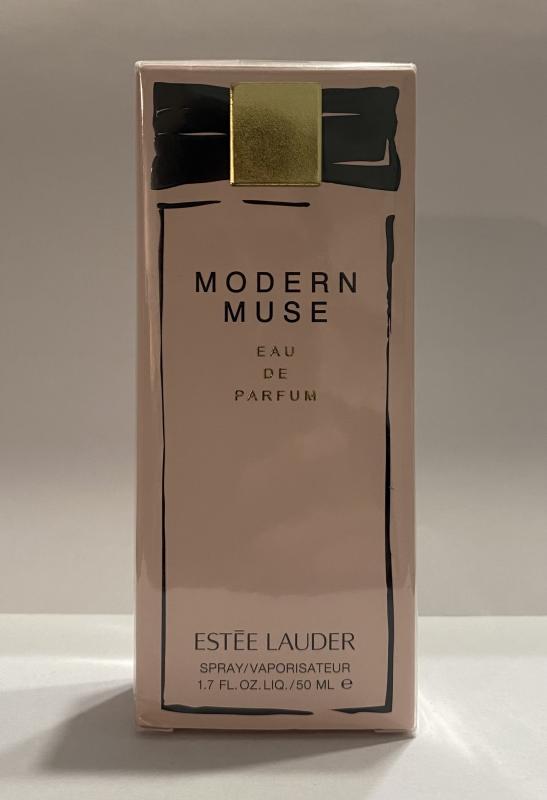 MODERN
MUSE
EAU
DE
PARFUM
ESTĒE LAUDER
SPRAY/VAPORISATEUR
1.7 FL.OZ.LIQ./50 ML ℮